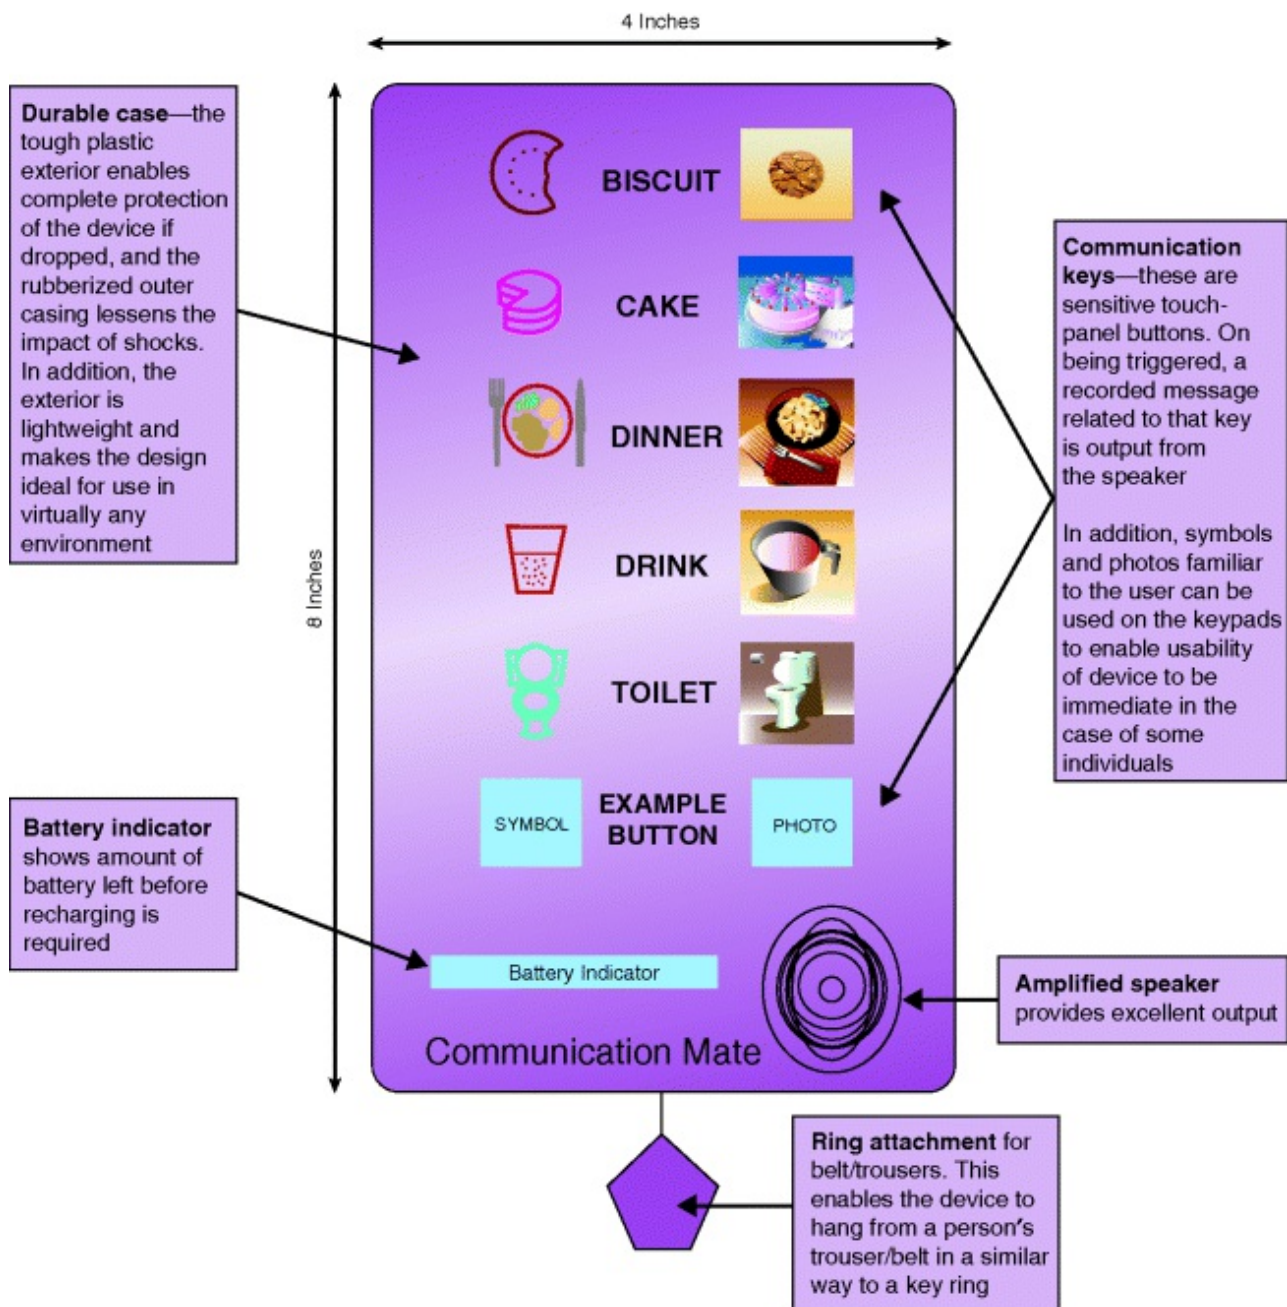 4 Inches
Durable case—the
tough plastic
exterior enables
complete protection
of the device if
dropped, and the
rubberized outer
casing lessens the
impact of shocks.
In addition, the
exterior is
lightweight and
makes the design
ideal for use in
virtually any
environment
8 Inches
BISCUIT
CAKE
DINNER
DRINK
TOILET
SYMBOL
EXAMPLE
BUTTON
PHOTO
Communication
keys—these are
sensitive touch-
panel buttons. On
being triggered, a
recorded message
related to that key
is output from
the speaker
In addition, symbols
and photos familiar
to the user can be
used on the keypads
to enable usability
of device to be
immediate in the
case of some
individuals
Battery indicator
shows amount of
battery left before
recharging is
required
Battery Indicator
Communication Mate
Amplified speaker
provides excellent output
Ring attachment for
belt/trousers. This
enables the device to
hang from a person's
trouser/belt in a similar
way to a key ring